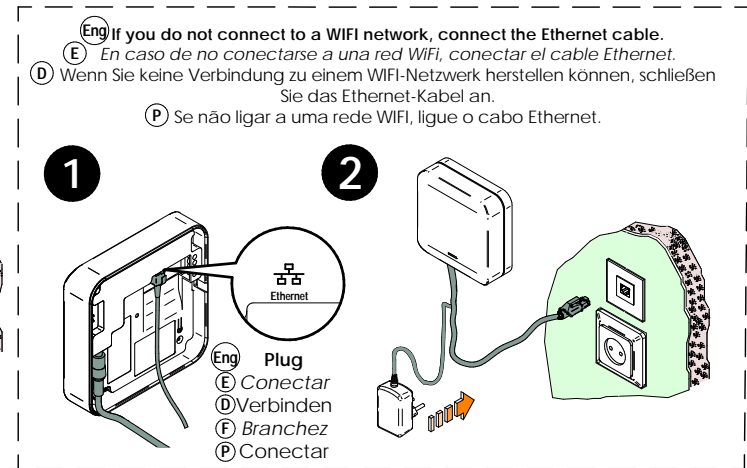 Eng If you do not connect to a WIFI network, connect the Ethernet cable.
E En caso de no conectarse a una red WiFi, conectar el cable Ethernet.
D Wenn Sie keine Verbindung zu einem WIFI-Netzwerk herstellen können, schließen
Sie das Ethernet-Kabel an.
P Se não ligar a uma rede WIFI, ligue o cabo Ethernet.
1
2
Ethernet
Eng Plug
E Conectar
D Verbinden
F Branchez
P Conectar